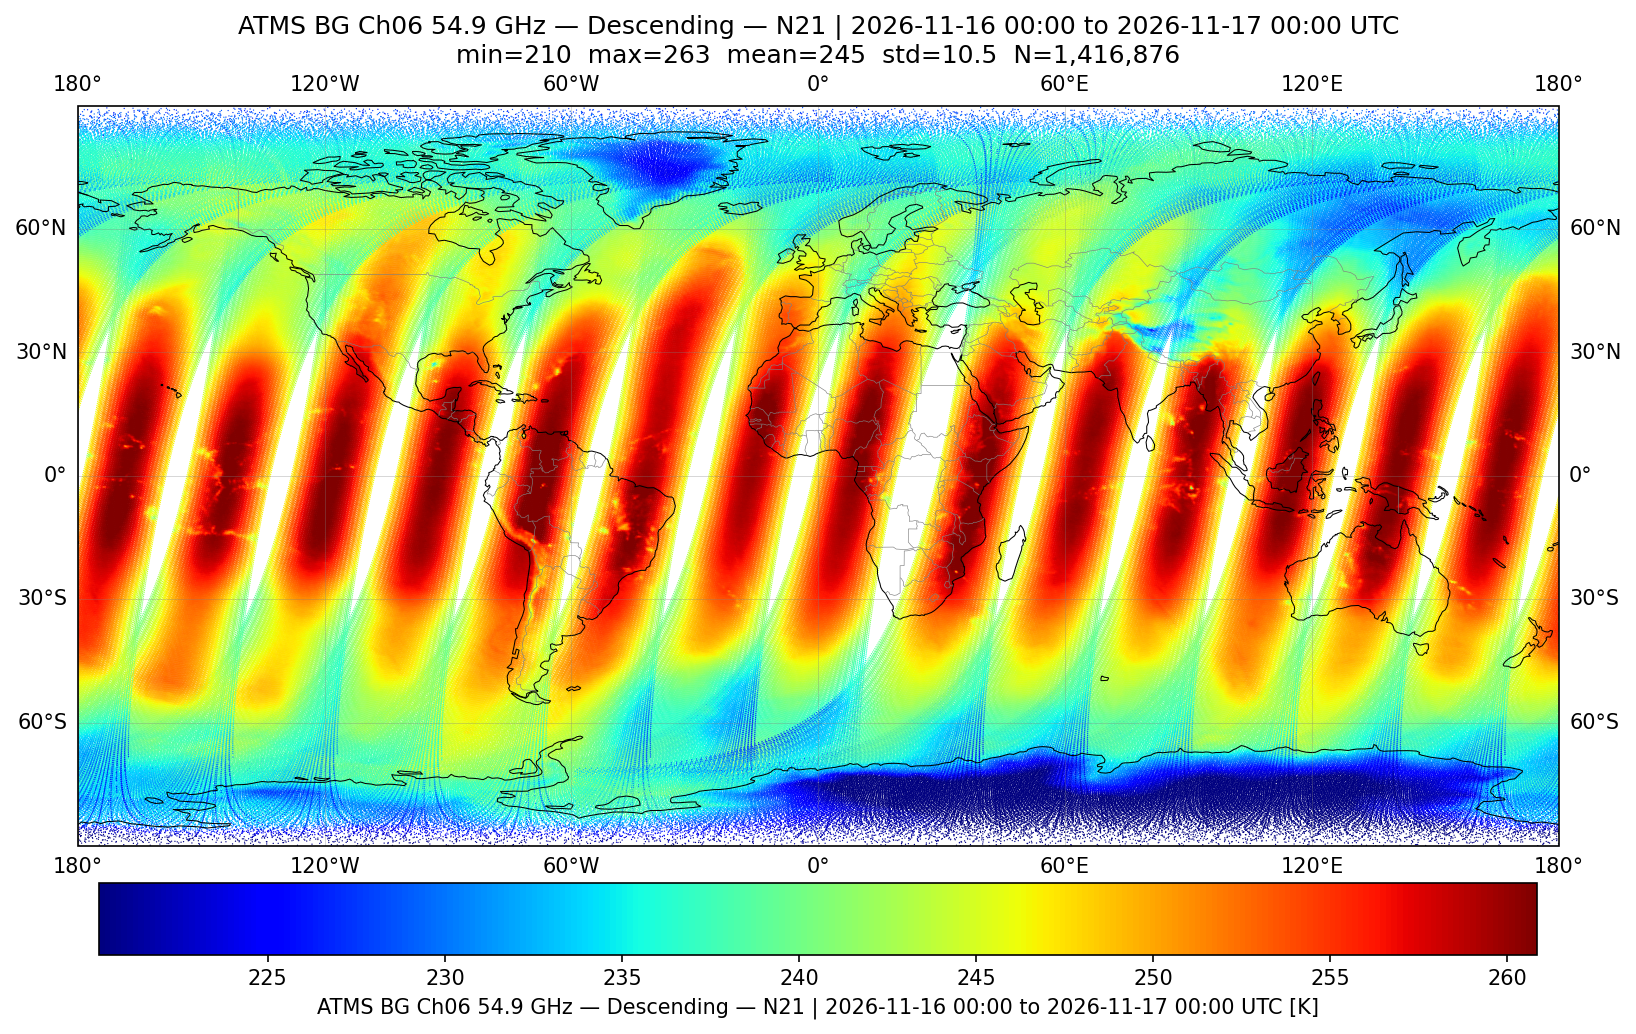 ATMS BG Ch06 54.9 GHz — Descending — N21 | 2026-11-16 00:00 to 2026-11-17 00:00 UTC
min=210 max=263 mean=245 std=10.5 N=1,416,876
180° 120°W 60°W 0° 60°E 120°E 180°
60°N 60°N
30°N 30°N
0° 0°
30°S 30°S
60°S 60°S
180° 120°W 60°W 0° 60°E 120°E 180°
225 230 235 240 245 250 255 260
ATMS BG Ch06 54.9 GHz — Descending — N21 | 2026-11-16 00:00 to 2026-11-17 00:00 UTC [K]